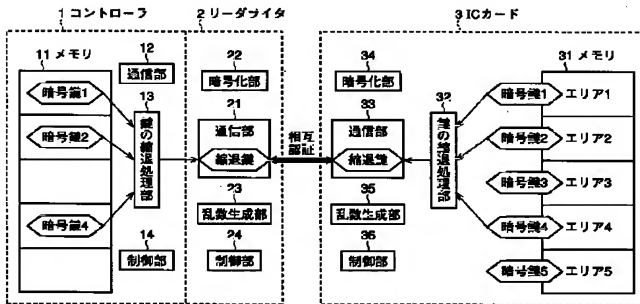 1 コントローラ
2 リーダライタ
3 ICカード
11 メモリ
12
通信部
13
鍵の縮退処理部
14
制御部
暗号鍵1
暗号鍵2
暗号鍵4
22
暗号化部
21
通信部
縮退鍵
23
乱数生成部
24
制御部
相互
認証
34
暗号化部
33
通信部
縮退鍵
35
乱数生成部
36
制御部
32
鍵の縮退処理部
31 メモリ
暗号鍵1 エリア1
暗号鍵2 エリア2
暗号鍵3 エリア3
暗号鍵4 エリア4
暗号鍵5 エリア5